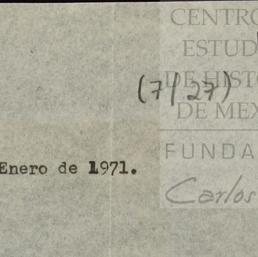 CENTRO
ESTUD
DE HISTO
(7/27)
DE MEX
FUNDA
Enero de 1971.
Carlos